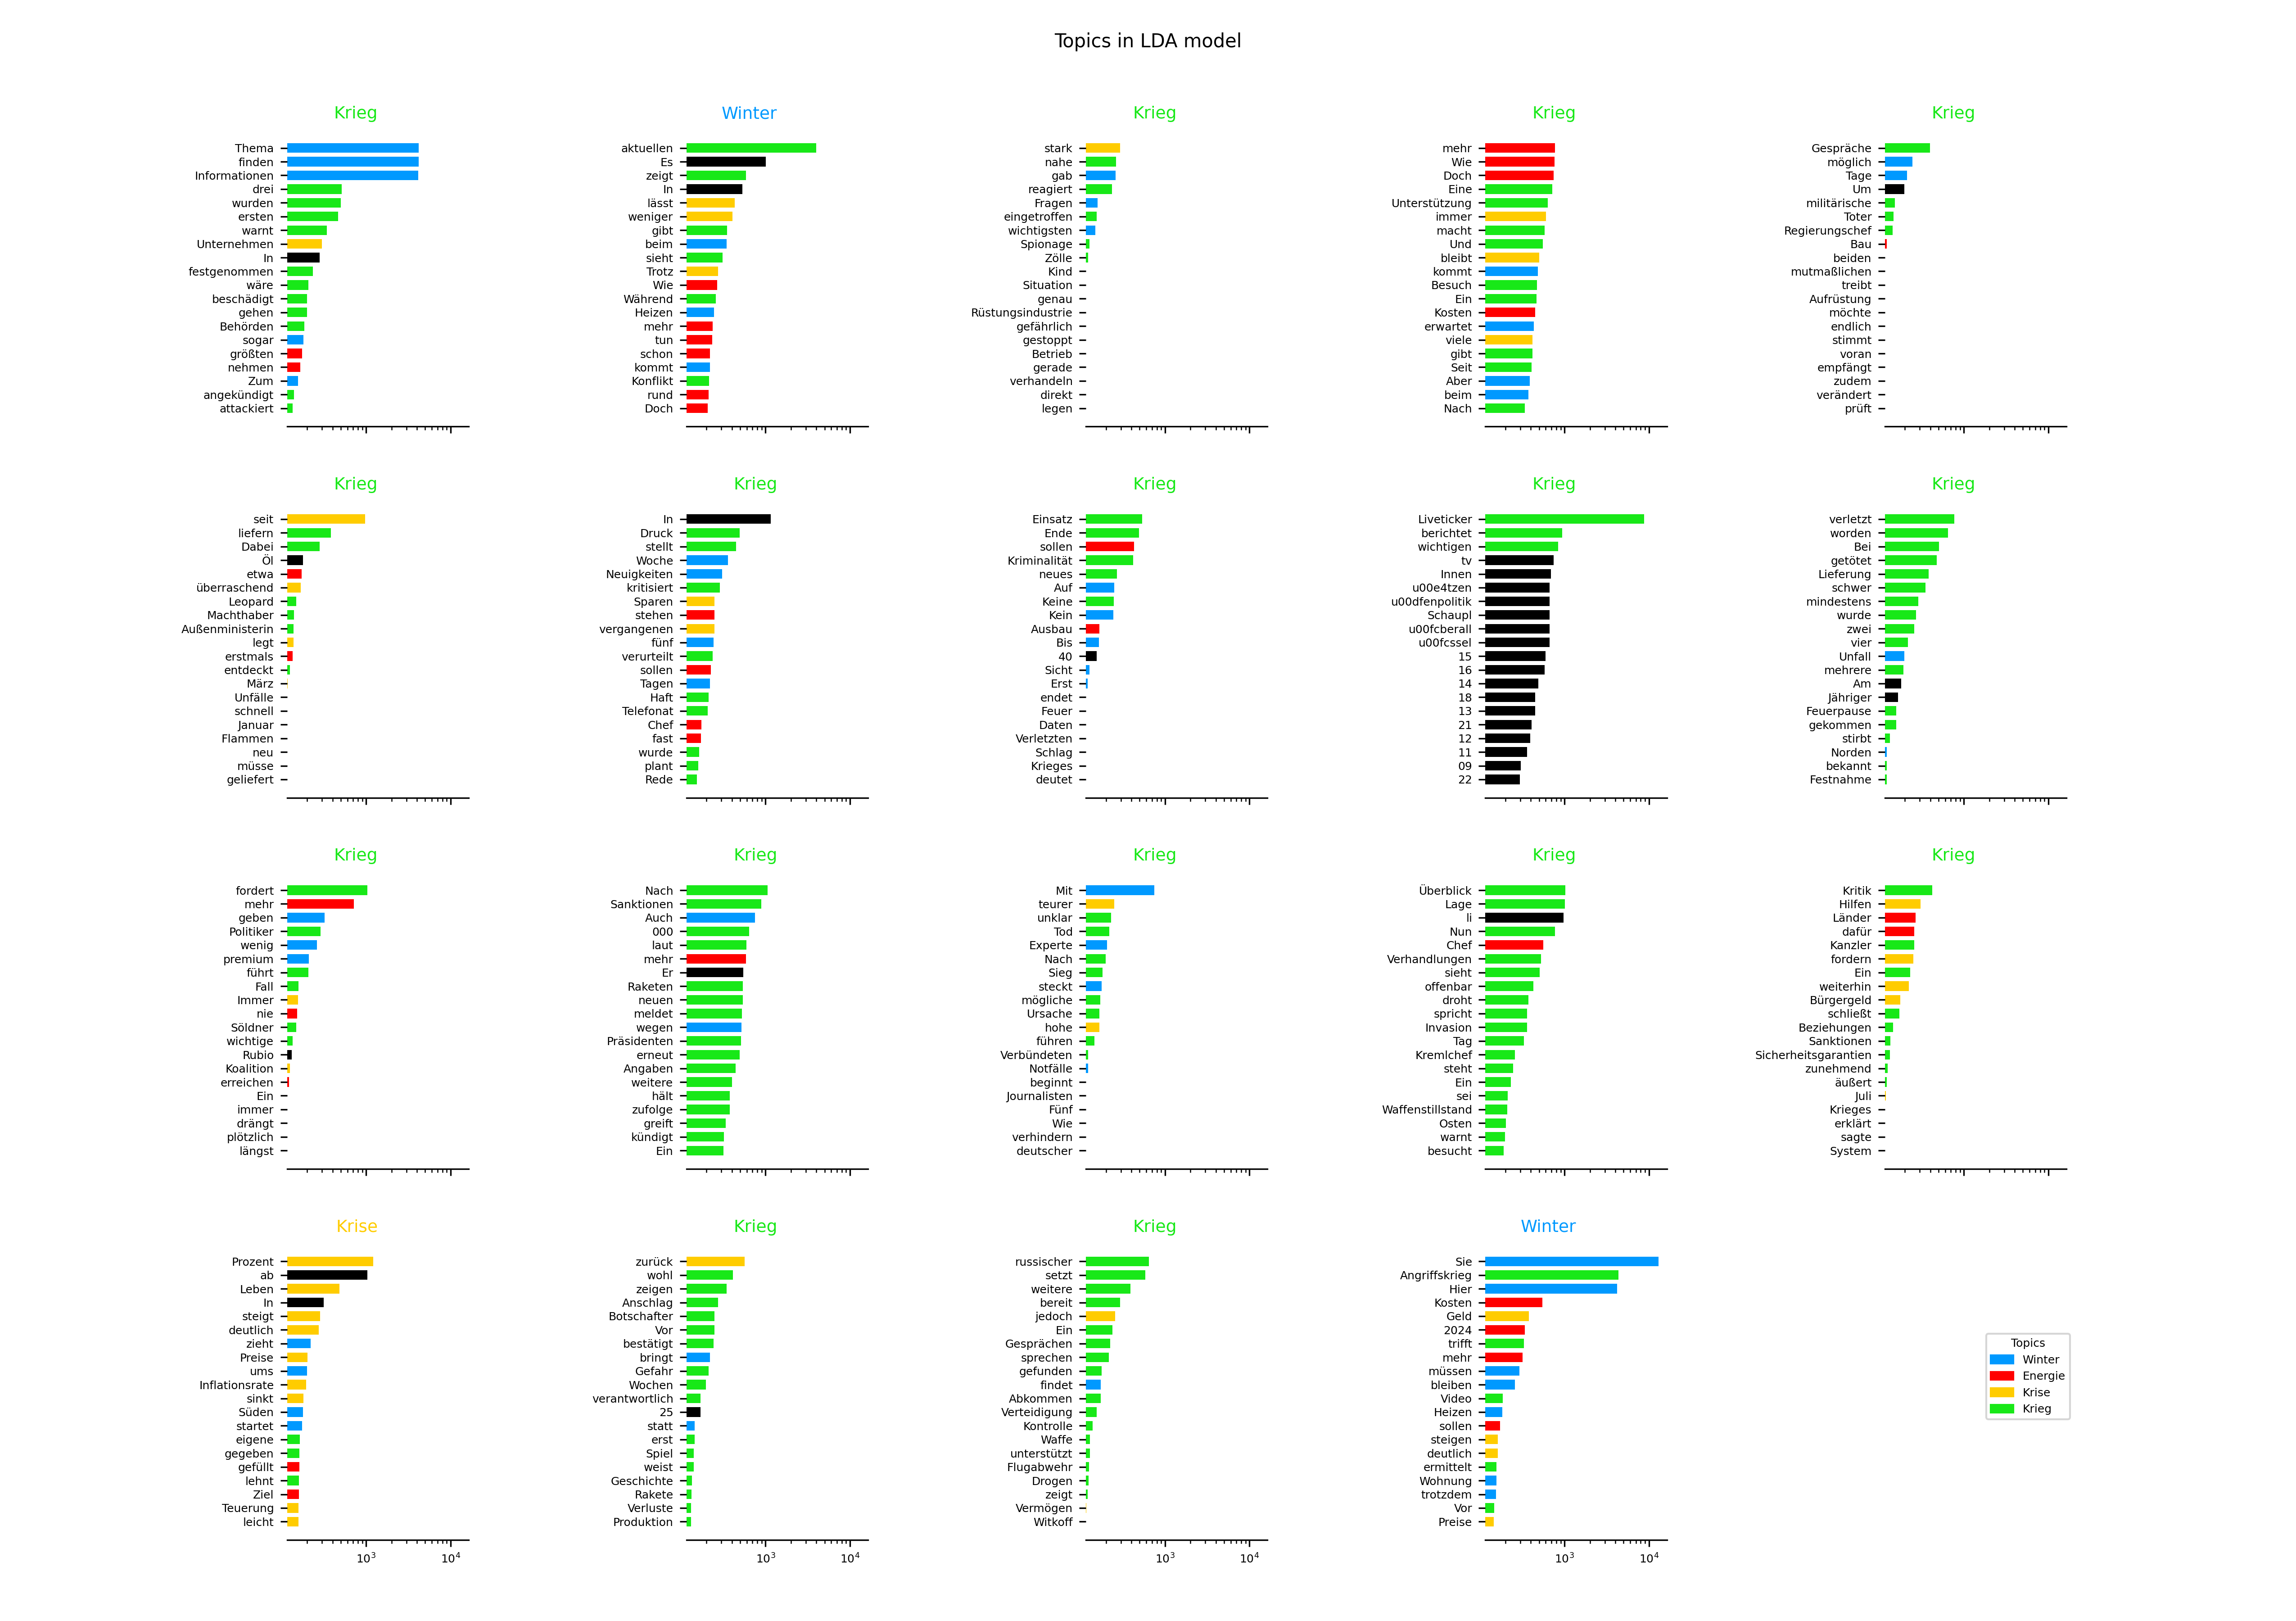 Topics in LDA model
Krieg
Thema
finden
Informationen
drei
wurden
ersten
warnt
Unternehmen
In
festgenommen
wäre
beschädigt
gehen
Behörden
sogar
größten
nehmen
Zum
angekündigt
attackiert
Winter
aktuellen
Es
zeigt
In
lässt
weniger
gibt
beim
sieht
Trotz
Wie
Während
Heizen
mehr
tun
schon
kommt
Konflikt
rund
Doch
Krieg
stark
nahe
gab
reagiert
Fragen
eingetroffen
wichtigsten
Spionage
Zölle
Kind
Situation
genau
Rüstungsindustrie
gefährlich
gestoppt
Betrieb
gerade
verhandeln
direkt
legen
Krieg
mehr
Wie
Doch
Eine
Unterstützung
immer
macht
Und
bleibt
kommt
Besuch
Ein
Kosten
erwartet
viele
gibt
Seit
Aber
beim
Nach
Krieg
Gespräche
möglich
Tage
Um
militärische
Toter
Regierungschef
Bau
beiden
mutmaßlichen
treibt
Aufrüstung
möchte
endlich
stimmt
voran
empfängt
zudem
verändert
prüft
Krieg
seit
liefern
Dabei
Öl
etwa
überraschend
Leopard
Machthaber
Außenministerin
legt
erstmals
entdeckt
März
Unfälle
schnell
Januar
Flammen
neu
müsse
geliefert
Krieg
In
Druck
stellt
Woche
Neuigkeiten
kritisiert
Sparen
stehen
vergangenen
fünf
verurteilt
sollen
Tagen
Haft
Telefonat
Chef
fast
wurde
plant
Rede
Krieg
Einsatz
Ende
sollen
Kriminalität
neues
Auf
Keine
Kein
Ausbau
Bis
40
Sicht
Erst
endet
Feuer
Daten
Verletzten
Schlag
Krieges
deutet
Krieg
Liveticker
berichtet
wichtigen
tv
Innen
u00e4tzen
u00dfenpolitik
Schaupl
u00fcberall
u00fcssel
15
16
14
18
13
21
12
11
09
22
Krieg
verletzt
worden
Bei
getötet
Lieferung
schwer
mindestens
wurde
zwei
vier
Unfall
mehrere
Am
Jähriger
Feuerpause
gekommen
stirbt
Norden
bekannt
Festnahme
Krieg
fordert
mehr
geben
Politiker
wenig
premium
führt
Fall
Immer
nie
Söldner
wichtige
Rubio
Koalition
erreichen
Ein
immer
drängt
plötzlich
längst
Krieg
Nach
Sanktionen
Auch
000
laut
mehr
Er
Raketen
neuen
meldet
wegen
Präsidenten
erneut
Angaben
weitere
hält
zufolge
greift
kündigt
Ein
Krieg
Mit
teurer
unklar
Tod
Experte
Nach
Sieg
steckt
mögliche
Ursache
hohe
führen
Verbündeten
Notfälle
beginnt
Journalisten
Fünf
Wie
verhindern
deutscher
Krieg
Überblick
Lage
li
Nun
Chef
Verhandlungen
sieht
offenbar
droht
spricht
Invasion
Tag
Kremlchef
steht
Ein
sei
Waffenstillstand
Osten
warnt
besucht
Krieg
Kritik
Hilfen
Länder
dafür
Kanzler
fordern
Ein
weiterhin
Bürgergeld
schließt
Beziehungen
Sanktionen
Sicherheitsgarantien
zunehmend
äußert
Juli
Krieges
erklärt
sagte
System
Krise
Prozent
ab
Leben
In
steigt
deutlich
zieht
Preise
ums
Inflationsrate
sinkt
Süden
startet
eigene
gegeben
gefüllt
lehnt
Ziel
Teuerung
leicht
10³ 10⁴
Krieg
zurück
wohl
zeigen
Anschlag
Botschafter
Vor
bestätigt
bringt
Gefahr
Wochen
verantwortlich
25
statt
erst
Spiel
weist
Geschichte
Rakete
Verluste
Produktion
10³ 10⁴
Krieg
russischer
setzt
weitere
bereit
jedoch
Ein
Gesprächen
sprechen
gefunden
findet
Abkommen
Verteidigung
Kontrolle
Waffe
unterstützt
Flugabwehr
Drogen
zeigt
Vermögen
Witkoff
10³ 10⁴
Winter
Sie
Angriffskrieg
Hier
Kosten
Geld
2024
trifft
mehr
müssen
bleiben
Video
Heizen
sollen
steigen
deutlich
ermittelt
Wohnung
trotzdem
Vor
Preise
10³ 10⁴
Topics
Winter
Energie
Krise
Krieg